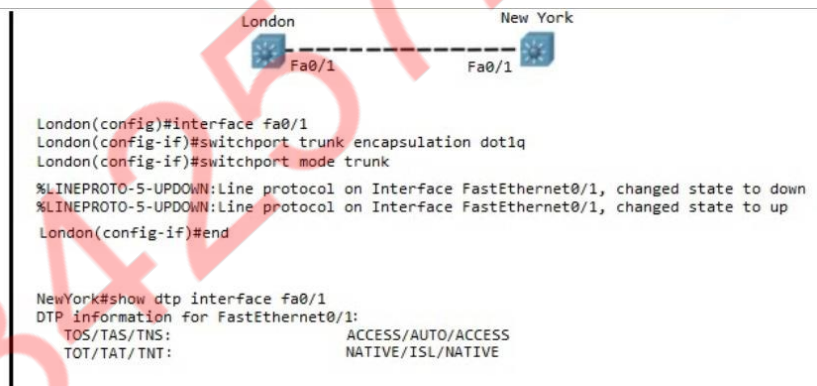 London
New York
Fa0/1
Fa0/1
London(config)#interface fa0/1
London(config-if)#switchport trunk encapsulation dot1q
London(config-if)#switchport mode trunk
%LINEPROTO-5-UPDOWN:Line protocol on Interface FastEthernet0/1, changed state to down
%LINEPROTO-5-UPDOWN:Line protocol on Interface FastEthernet0/1, changed state to up
London(config-if)#end
NewYork#show dtp interface fa0/1
DTP information for FastEthernet0/1:
TOS/TAS/TNS: ACCESS/AUTO/ACCESS
TOT/TAT/TNT: NATIVE/ISL/NATIVE